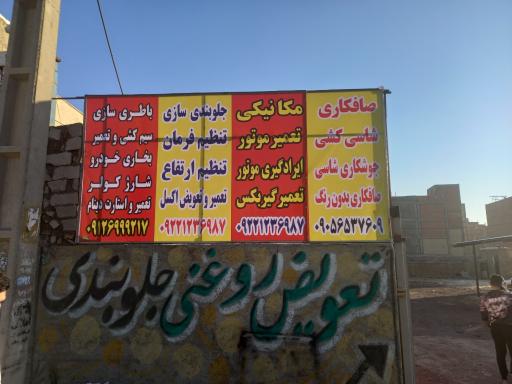 صافکاری
شاسی کشی
جوشکاری شاسی
صافکاری بدون رنگ
۰۹۰۵۶۵۳۷۶۰۹
مکانیکی
تعمیر موتور
ایرادگیری موتور
تعمیر گیربکس
۰۹۲۲۱۲۳۶۹۸۷
جلوبندی سازی
تنظیم فرمان
تنظیم ارتفاع
تعمیر و تعویض اکسل
۰۹۲۲۱۲۳۶۹۸۷
باطری سازی
سیم کشی و تعمیر
بخاری خودرو
شارژ کولر
تعمیر و استارت دینام
۰۹۱۲۶۹۹۹۲۱۷
تعویض روغنی جلوبندی